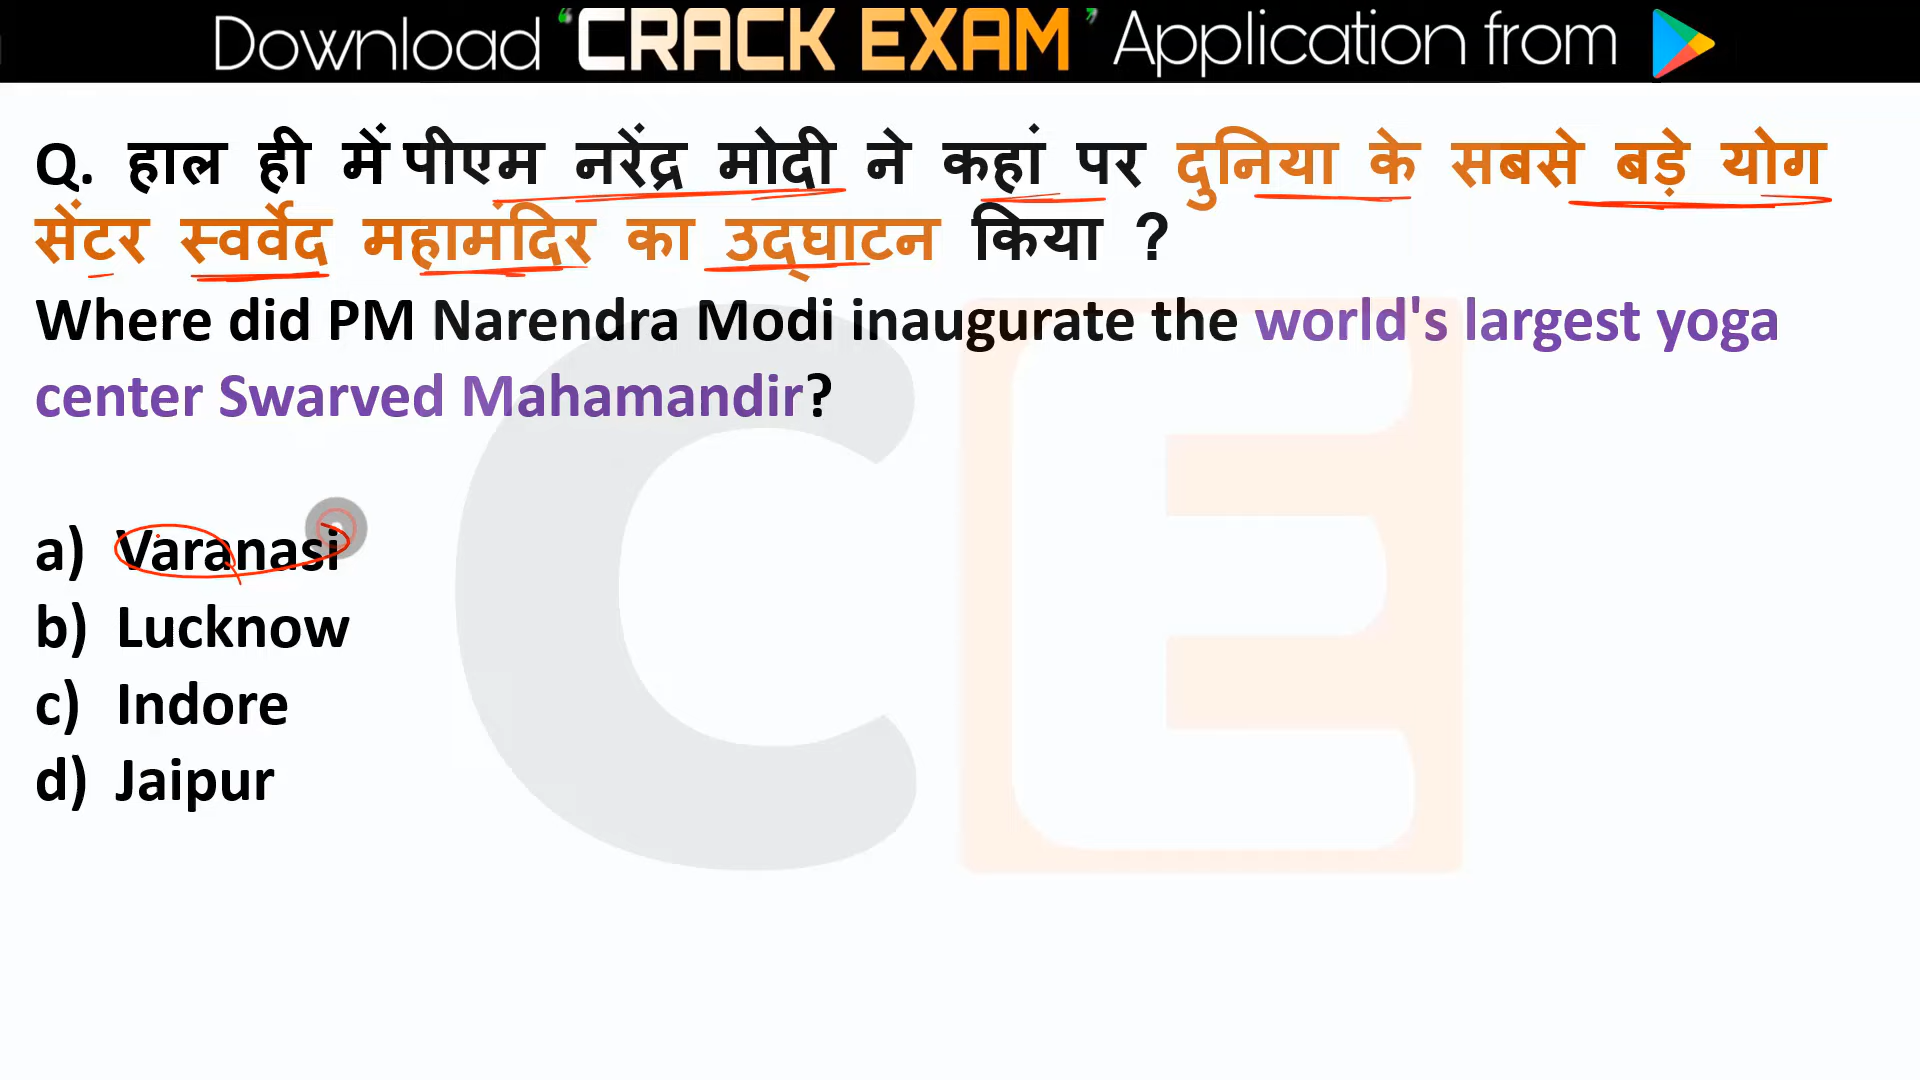 Download ‘CRACK EXAM’ Application from
Q. हाल ही में पीएम नरेंद्र मोदी ने कहां पर दुनिया के सबसे बड़े योग
सेंटर स्वर्वेद महामंदिर का उद्घाटन किया ?
Where did PM Narendra Modi inaugurate the world's largest yoga
center Swarved Mahamandir?
a) Varanasi
b) Lucknow
c) Indore
d) Jaipur
CE